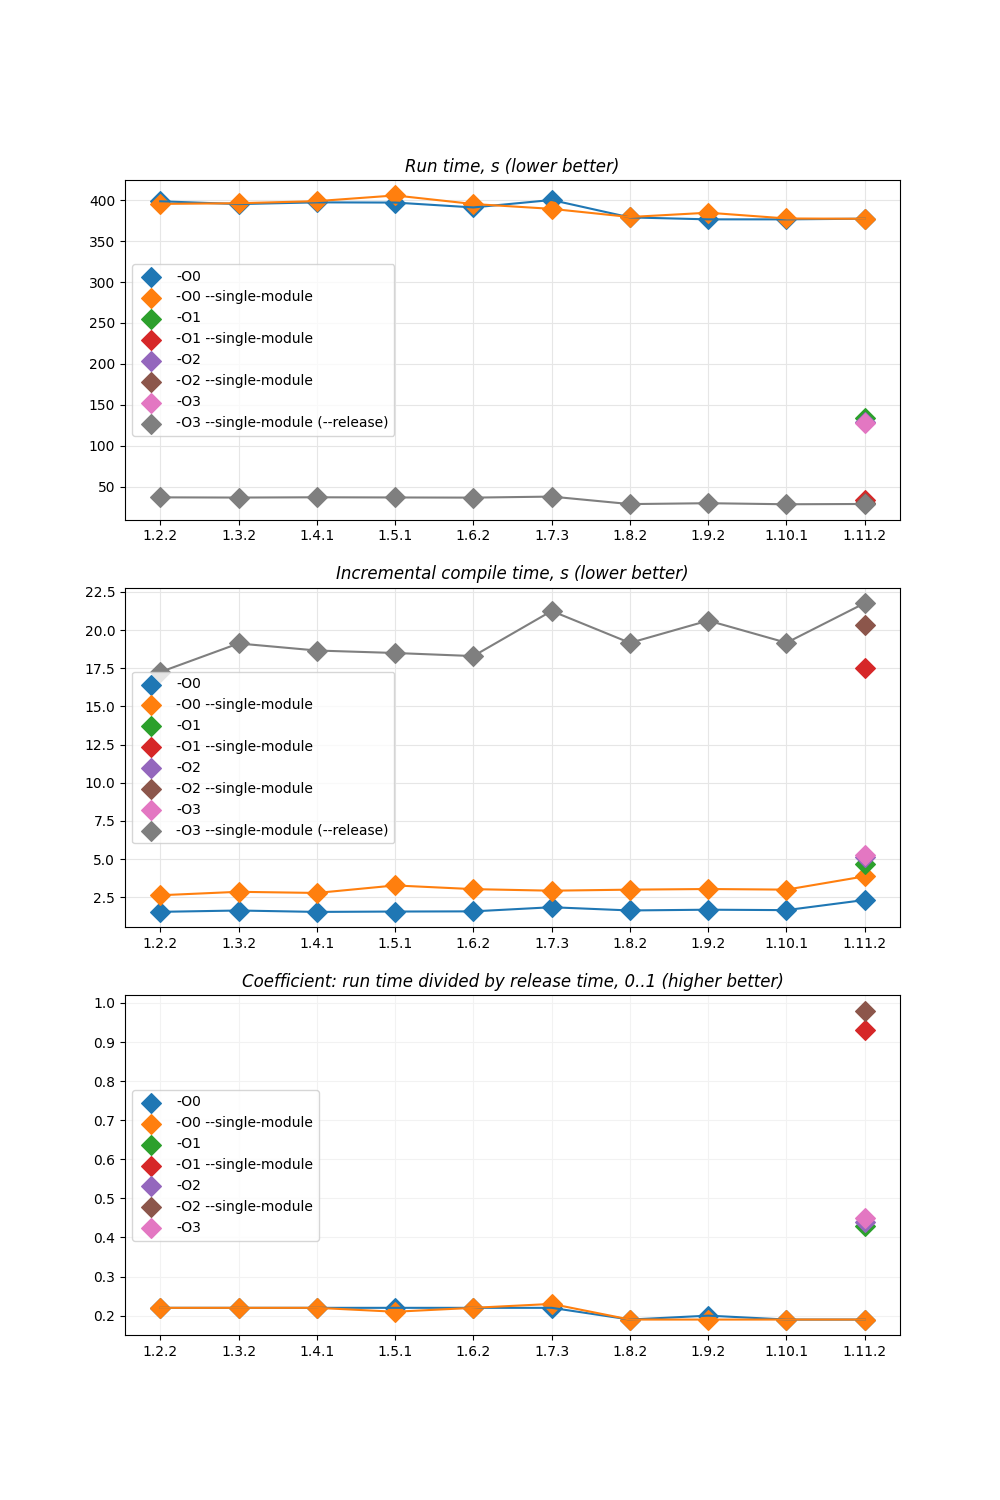 Run time, s (lower better)
400
350
300
250
200
150
100
50
-O0
-O0 --single-module
-O1
-O1 --single-module
-O2
-O2 --single-module
-O3
-O3 --single-module (--release)
1.2.2 1.3.2 1.4.1 1.5.1 1.6.2 1.7.3 1.8.2 1.9.2 1.10.1 1.11.2
Incremental compile time, s (lower better)
22.5
20.0
17.5
15.0
12.5
10.0
7.5
5.0
2.5
-O0
-O0 --single-module
-O1
-O1 --single-module
-O2
-O2 --single-module
-O3
-O3 --single-module (--release)
1.2.2 1.3.2 1.4.1 1.5.1 1.6.2 1.7.3 1.8.2 1.9.2 1.10.1 1.11.2
Coefficient: run time divided by release time, 0..1 (higher better)
1.0
0.9
0.8
0.7
0.6
0.5
0.4
0.3
0.2
-O0
-O0 --single-module
-O1
-O1 --single-module
-O2
-O2 --single-module
-O3
1.2.2 1.3.2 1.4.1 1.5.1 1.6.2 1.7.3 1.8.2 1.9.2 1.10.1 1.11.2